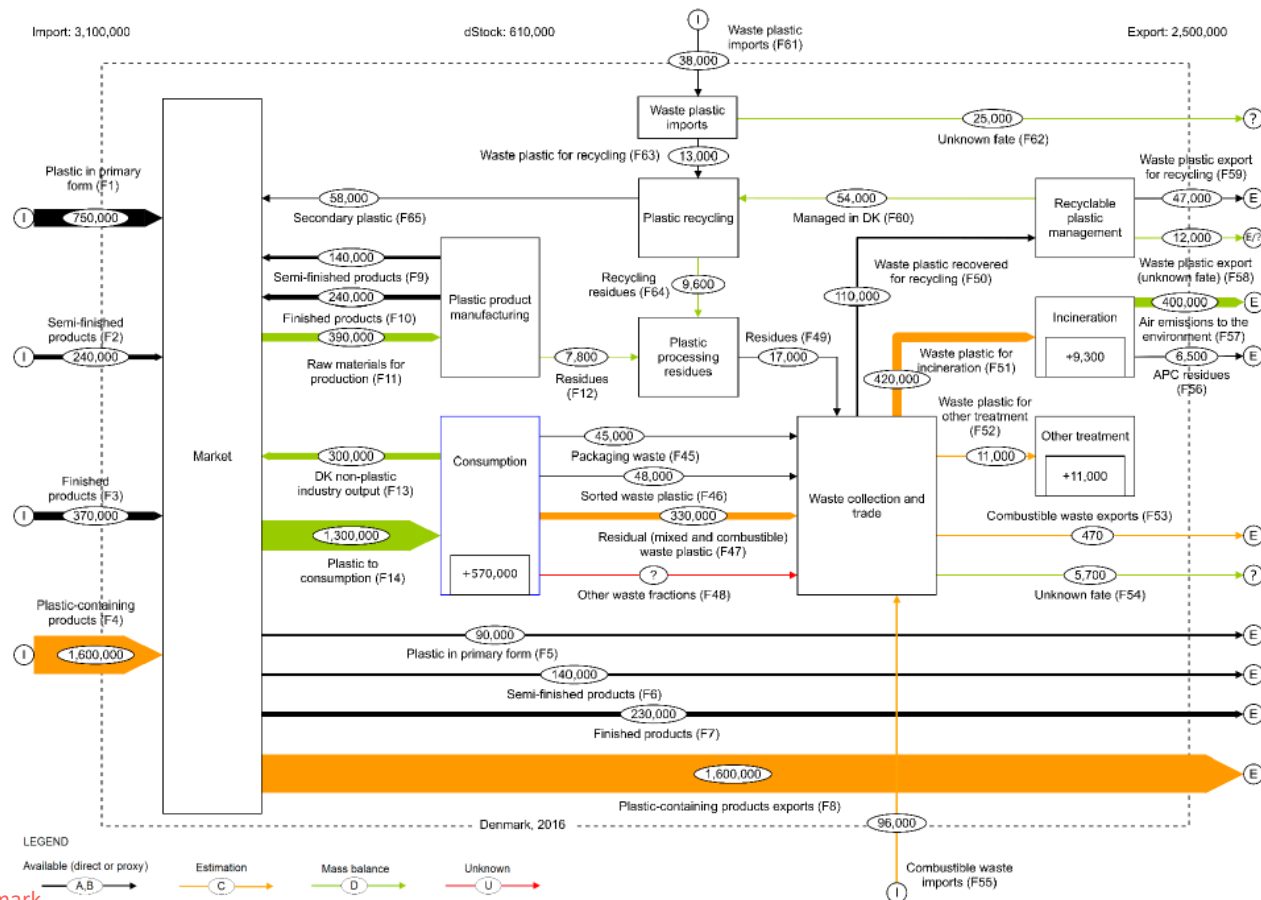 Import: 3,100,000
dStock: 610,000
Export: 2,500,000
I
Waste plastic
imports (F61)
38,000
Waste plastic
imports
25,000
Unknown fate (F62)
?
Waste plastic for recycling (F63)
13,000
Waste plastic export
for recycling (F59)
Plastic in primary
form (F1)
I
750,000
58,000
Secondary plastic (F65)
Plastic recycling
54,000
Managed in DK (F60)
Recyclable
plastic
management
47,000
E
12,000
E/?
Waste plastic export
(unknown fate) (F58)
140,000
Semi-finished products (F9)
240,000
Finished products (F10)
390,000
Raw materials for
production (F11)
Plastic product
manufacturing
Recycling
residues (F64)
9,600
Waste plastic recovered
for recycling (F50)
110,000
400,000
E
Air emissions to the
environment (F57)
Incineration
+9,300
6,500
E
APC residues
(F56)
Semi-finished
products (F2)
I
240,000
7,800
Residues
(F12)
Plastic
processing
residues
Residues (F49)
17,000
Waste plastic for
incineration (F51)
420,000
Waste plastic for
other treatment
(F52)
11,000
Other treatment
+11,000
Market
300,000
DK non-plastic
industry output (F13)
1,300,000
Plastic to
consumption (F14)
Consumption
+570,000
45,000
Packaging waste (F45)
48,000
Sorted waste plastic (F46)
330,000
Residual (mixed and combustible)
waste plastic (F47)
?
Other waste fractions (F48)
Waste collection and
trade
Combustible waste exports (F53)
470
E
5,700
?
Unknown fate (F54)
Finished
products (F3)
I
370,000
Plastic-containing
products (F4)
I
1,600,000
90,000
E
Plastic in primary form (F5)
140,000
E
Semi-finished products (F6)
230,000
E
Finished products (F7)
1,600,000
E
Plastic-containing products exports (F8)
Denmark, 2016
96,000
Combustible waste
imports (F55)
I
LEGEND
Available (direct or proxy)
A,B
Estimation
C
Mass balance
D
Unknown
U